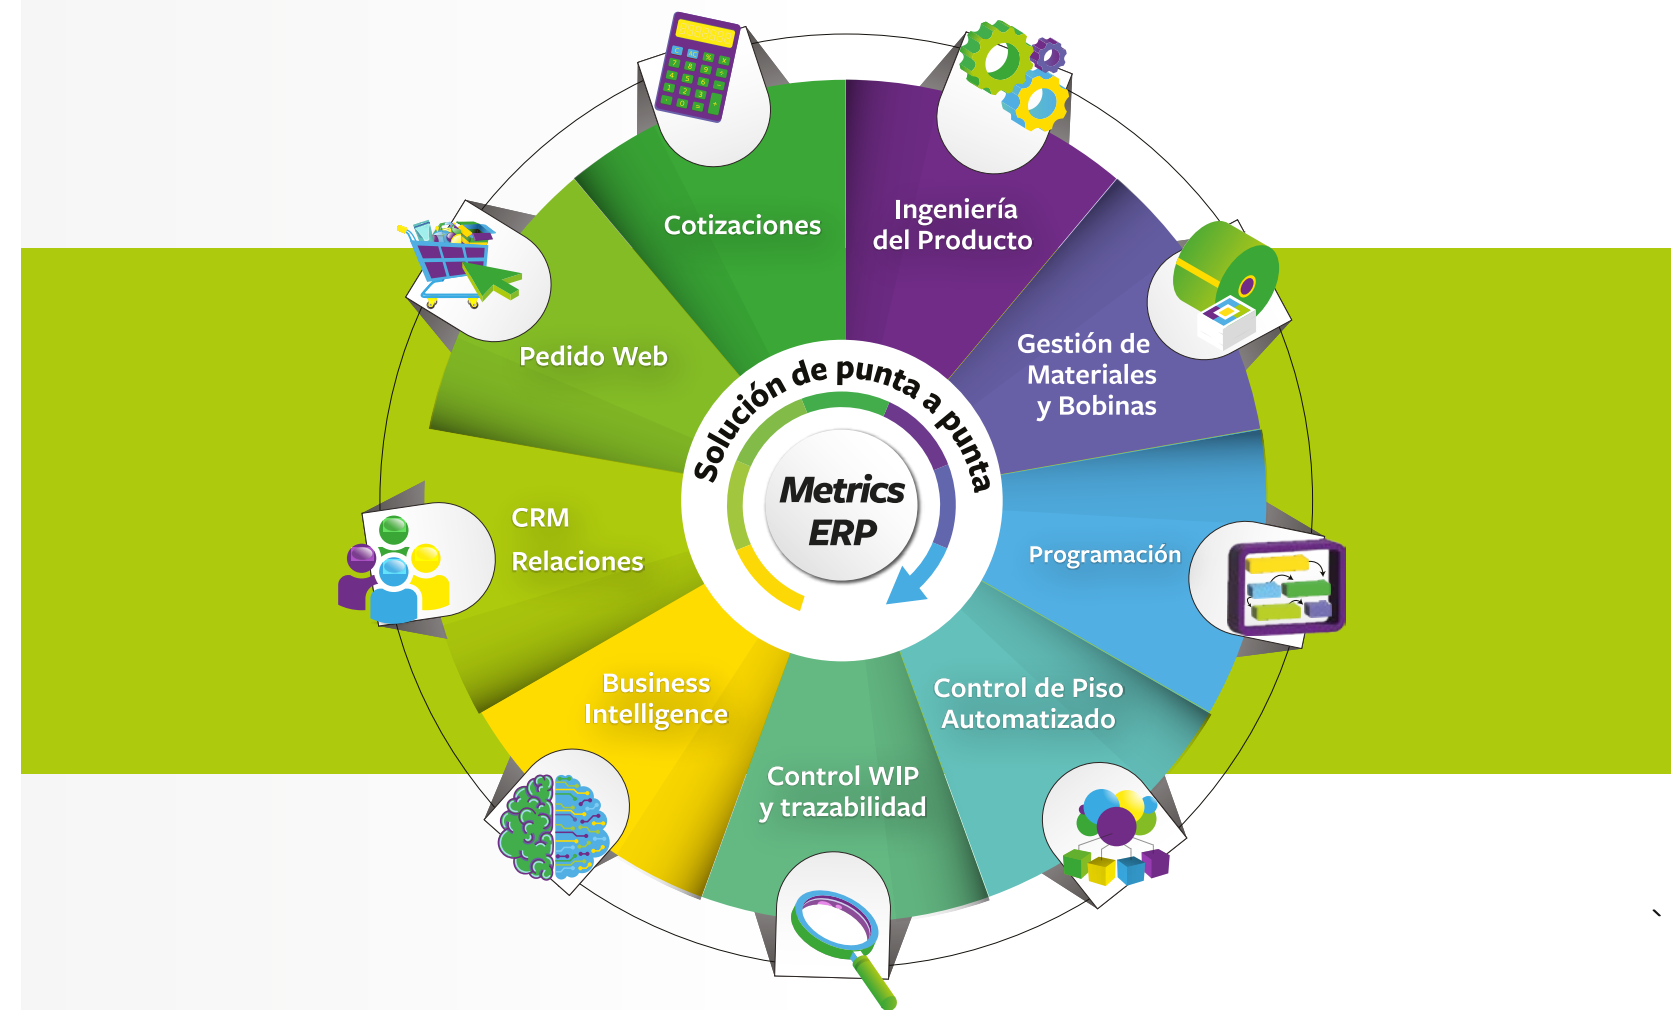 Cotizaciones
Ingeniería
del Producto
Gestión de
Materiales
y Bobinas
Programación
Control de Piso
Automatizado
Control WIP
y trazabilidad
Business
Intelligence
CRM
Relaciones
Pedido Web
Solución de punta a punta
Metrics
ERP
`